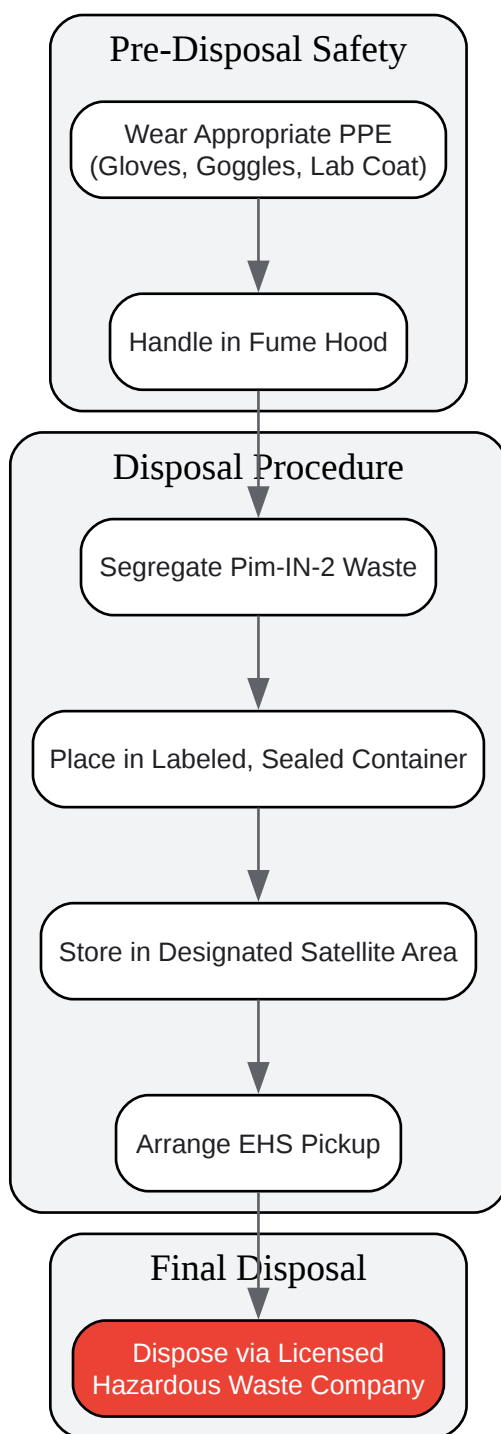 Pre-Disposal Safety
Wear Appropriate PPE
(Gloves, Goggles, Lab Coat)
Handle in Fume Hood
Disposal Procedure
Segregate Pim-IN-2 Waste
Place in Labeled, Sealed Container
Store in Designated Satellite Area
Arrange EHS Pickup
Final Disposal
Dispose via Licensed
Hazardous Waste Company